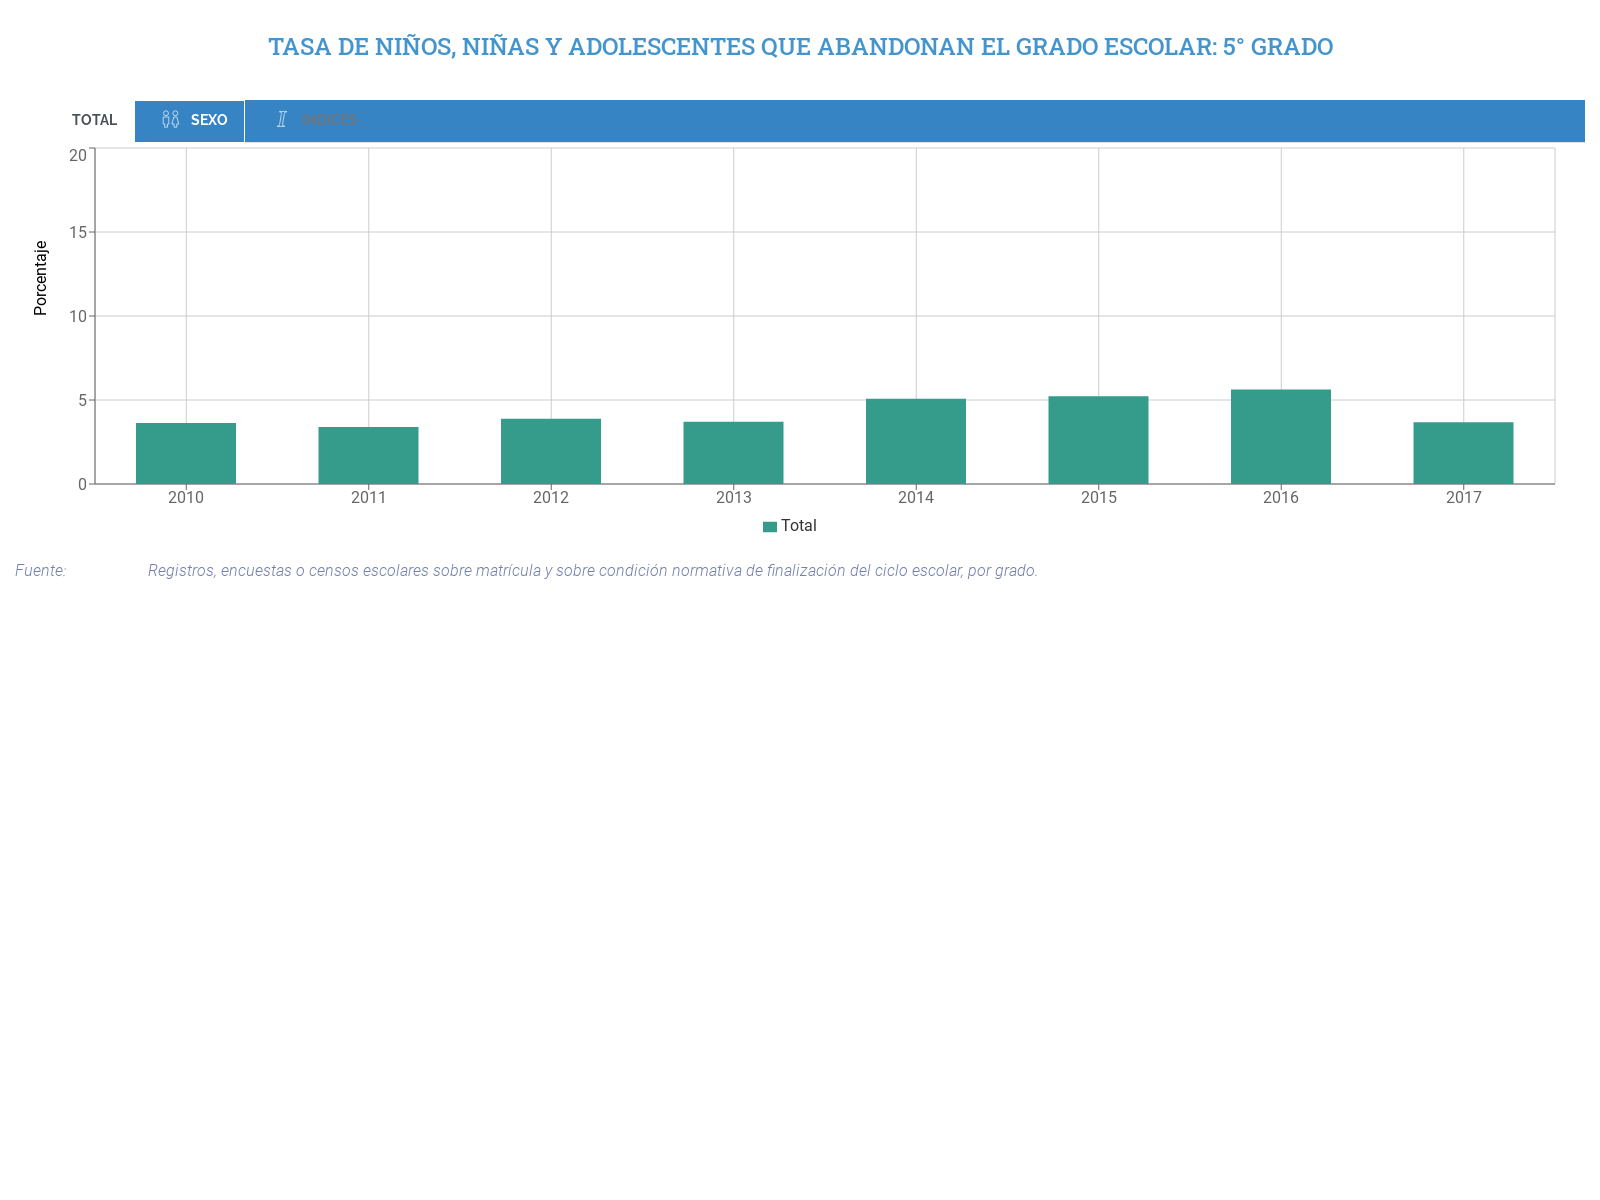 TASA DE NIÑOS, NIÑAS Y ADOLESCENTES QUE ABANDONAN EL GRADO ESCOLAR: 5° GRADO
TOTAL SEXO INDICES
20
15
10
5
0
Porcentaje
2010 2011 2012 2013 2014 2015 2016 2017
Total
Fuente: Registros, encuestas o censos escolares sobre matrícula y sobre condición normativa de finalización del ciclo escolar, por grado.